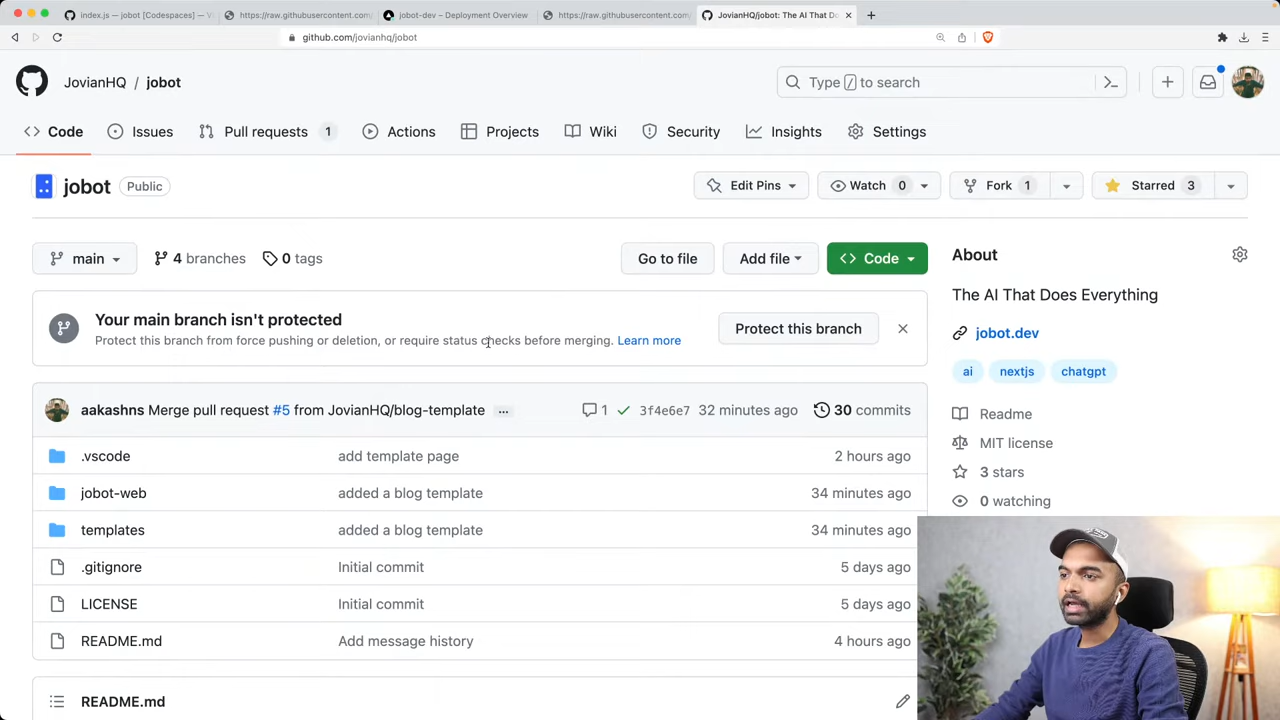 index.js — jobot [Codespaces] — V
https://raw.githubusercontent.com
jobot-dev – Deployment Overview
https://raw.githubusercontent.com
JovianHQ/jobot: The AI That Do
github.com/jovianhq/jobot
JovianHQ / jobot
Type / to search
Code
Issues
Pull requests 1
Actions
Projects
Wiki
Security
Insights
Settings
jobot Public
Edit Pins
Watch 0
Fork 1
Starred 3
main
4 branches
0 tags
Go to file
Add file
Code
About
The AI That Does Everything
jobot.dev
ai nextjs chatgpt
Readme
MIT license
3 stars
0 watching
Your main branch isn't protected
Protect this branch from force pushing or deletion, or require status checks before merging. Learn more
Protect this branch
aakashns Merge pull request #5 from JovianHQ/blog-template ... 1 3f4e6e7 32 minutes ago 30 commits
.vscode add template page 2 hours ago
jobot-web added a blog template 34 minutes ago
templates added a blog template 34 minutes ago
.gitignore Initial commit 5 days ago
LICENSE Initial commit 5 days ago
README.md Add message history 4 hours ago
README.md